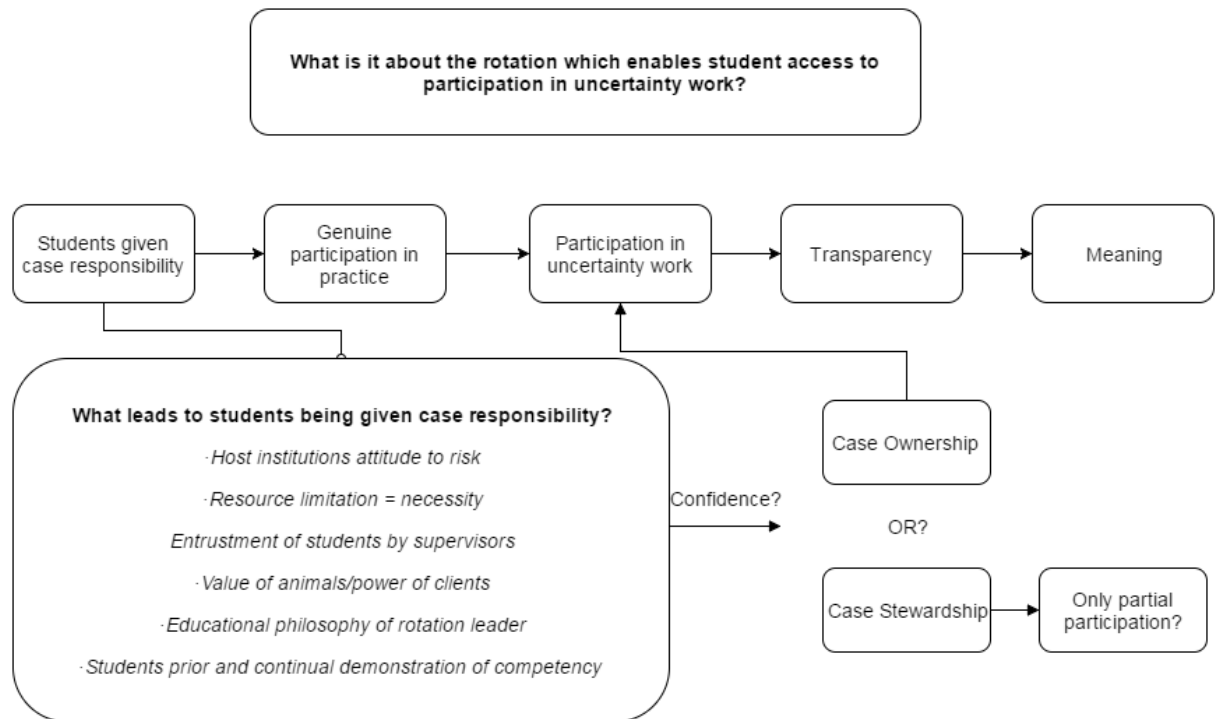 What is it about the rotation which enables student access to
participation in uncertainty work?
Students given
case responsibility
Genuine
participation in
practice
Participation in
uncertainty work
Transparency
Meaning
What leads to students being given case responsibility?
·Host institutions attitude to risk
·Resource limitation = necessity
Entrustment of students by supervisors
·Value of animals/power of clients
·Educational philosophy of rotation leader
·Students prior and continual demonstration of competency
Confidence?
Case Ownership
OR?
Case Stewardship
Only partial
participation?